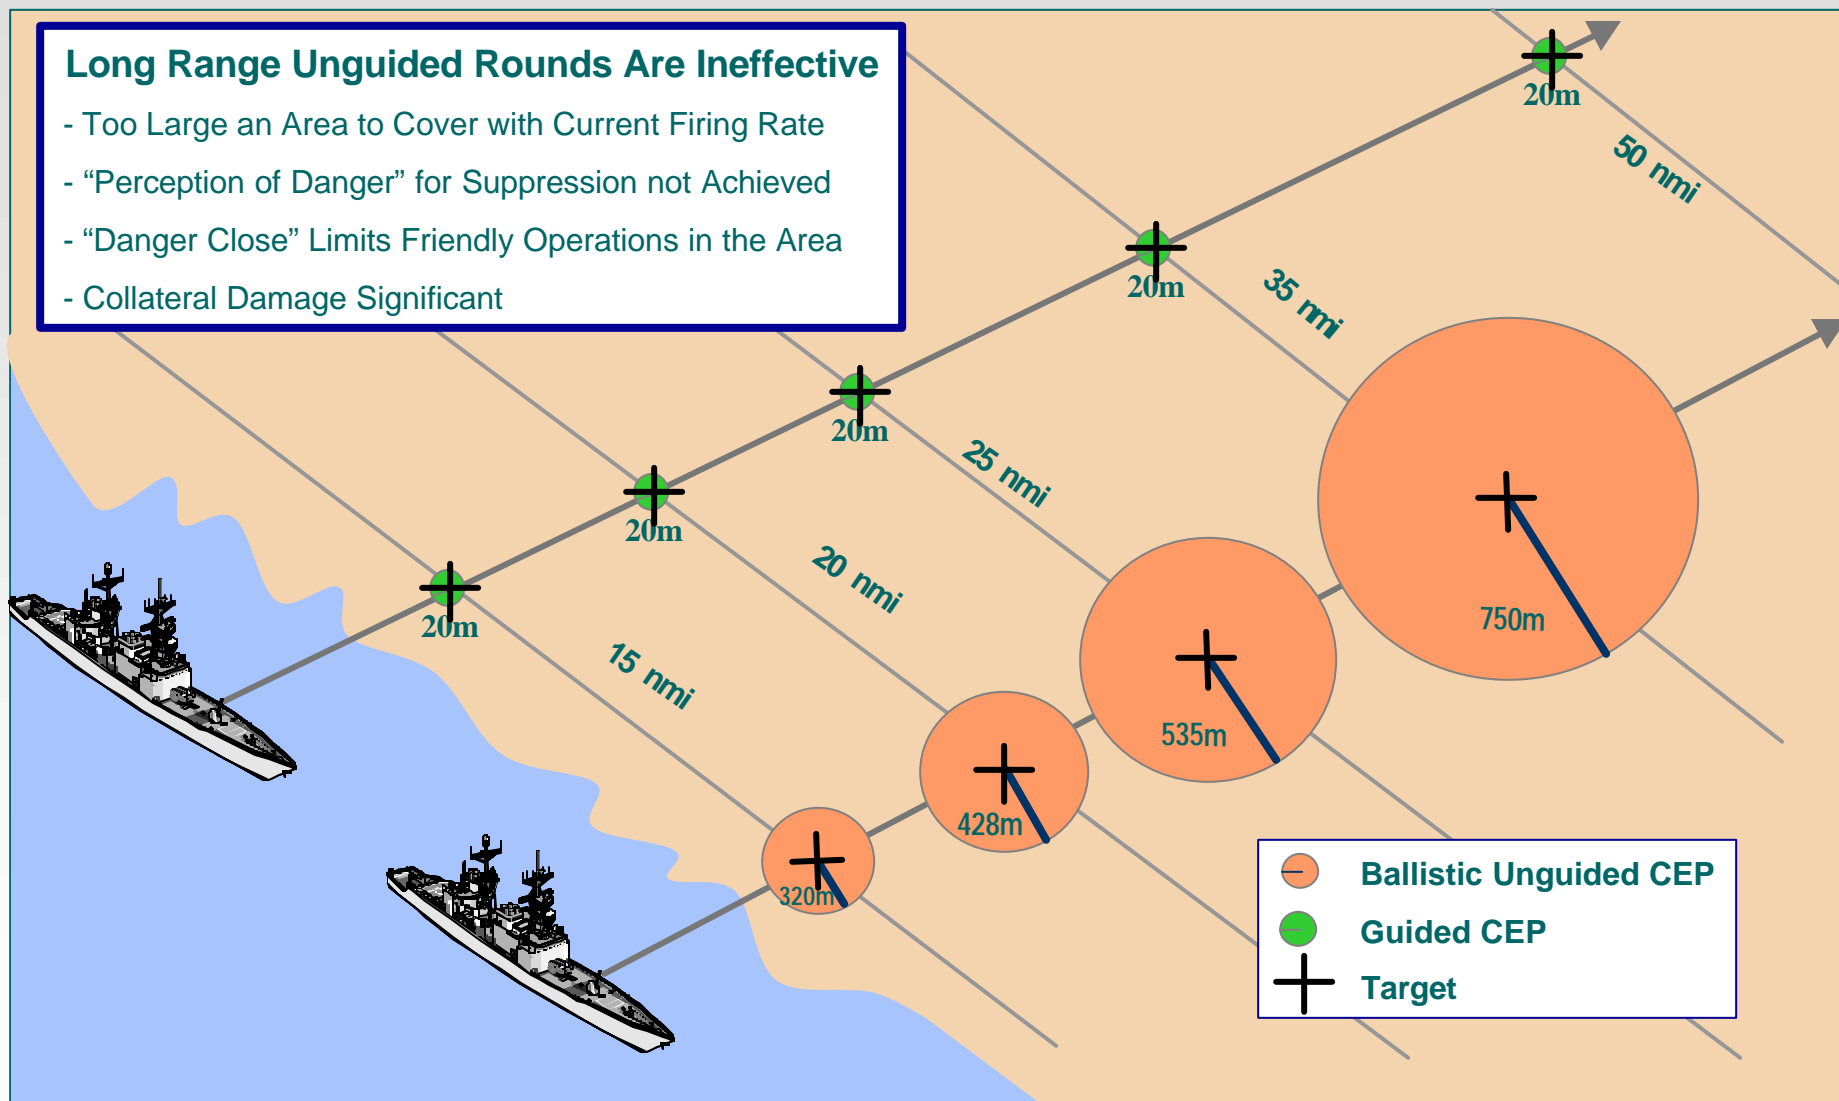 Long Range Unguided Rounds Are Ineffective
- Too Large an Area to Cover with Current Firing Rate
- “Perception of Danger” for Suppression not Achieved
- “Danger Close” Limits Friendly Operations in the Area
- Collateral Damage Significant
20m
50 nmi
20m
35 nmi
20m
25 nmi
20m
20 nmi
20m
15 nmi
750m
535m
428m
320m
Ballistic Unguided CEP
Guided CEP
Target